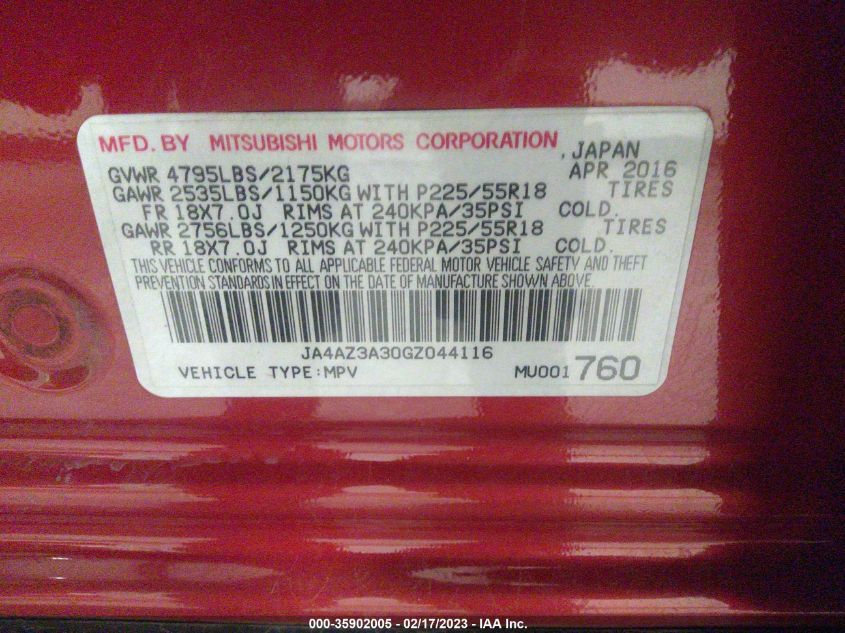 MFD. BY MITSUBISHI MOTORS CORPORATION, JAPAN
GVWR 4795LBS/2175KG APR 2016
GAWR 2535LBS/1150KG WITH P225/55R18 TIRES
FR 18X7.0J RIMS AT 240KPA/35PSI COLD.
GAWR 2756LBS/1250KG WITH P225/55R18 TIRES
RR 18X7.0J RIMS AT 240KPA/35PSI COLD.
THIS VEHICLE CONFORMS TO ALL APPLICABLE FEDERAL MOTOR VEHICLE SAFETY AND THEFT
PREVENTION STANDARDS IN EFFECT ON THE DATE OF MANUFACTURE SHOWN ABOVE.
JA4AZ3A30GZ044116
VEHICLE TYPE:MPV MU001760
000-35902005 - 02/17/2023 - IAA Inc.